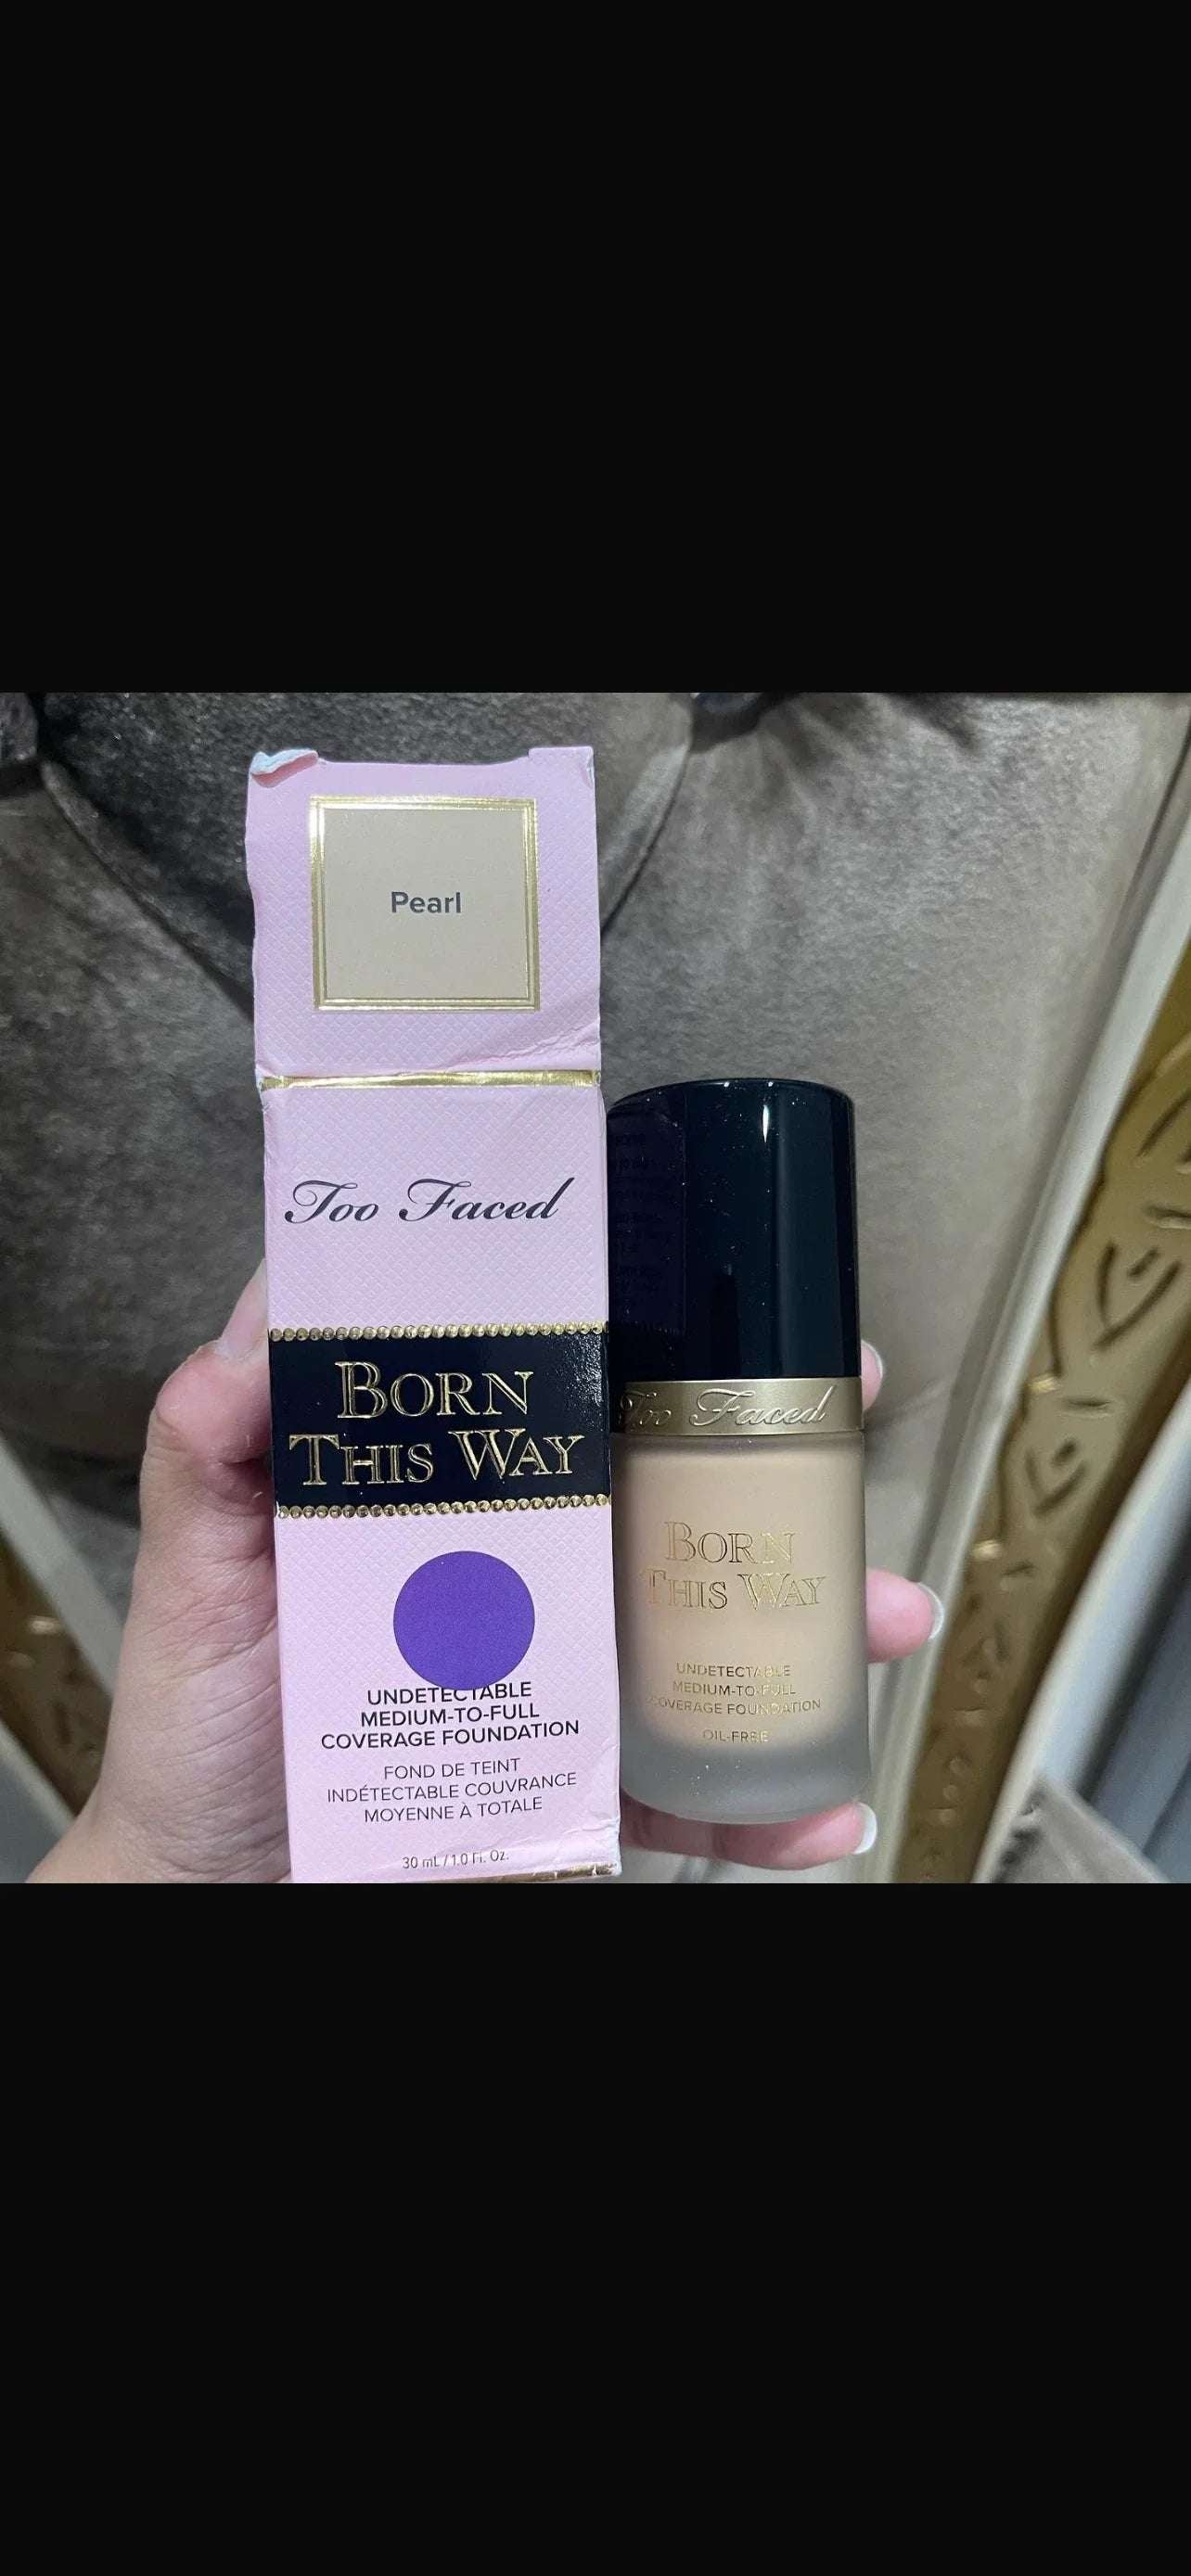 Pearl
Too Faced
BORN
THIS WAY
UNDETECTABLE
MEDIUM-TO-FULL
COVERAGE FOUNDATION
FOND DE TEINT
INDÉTECTABLE COUVRANCE
MOYENNE À TOTALE
30 mL / 1.0 Fl. Oz.
Too Faced
BORN
THIS WAY
UNDETECTABLE
MEDIUM-TO-FULL
COVERAGE FOUNDATION
OIL-FREE